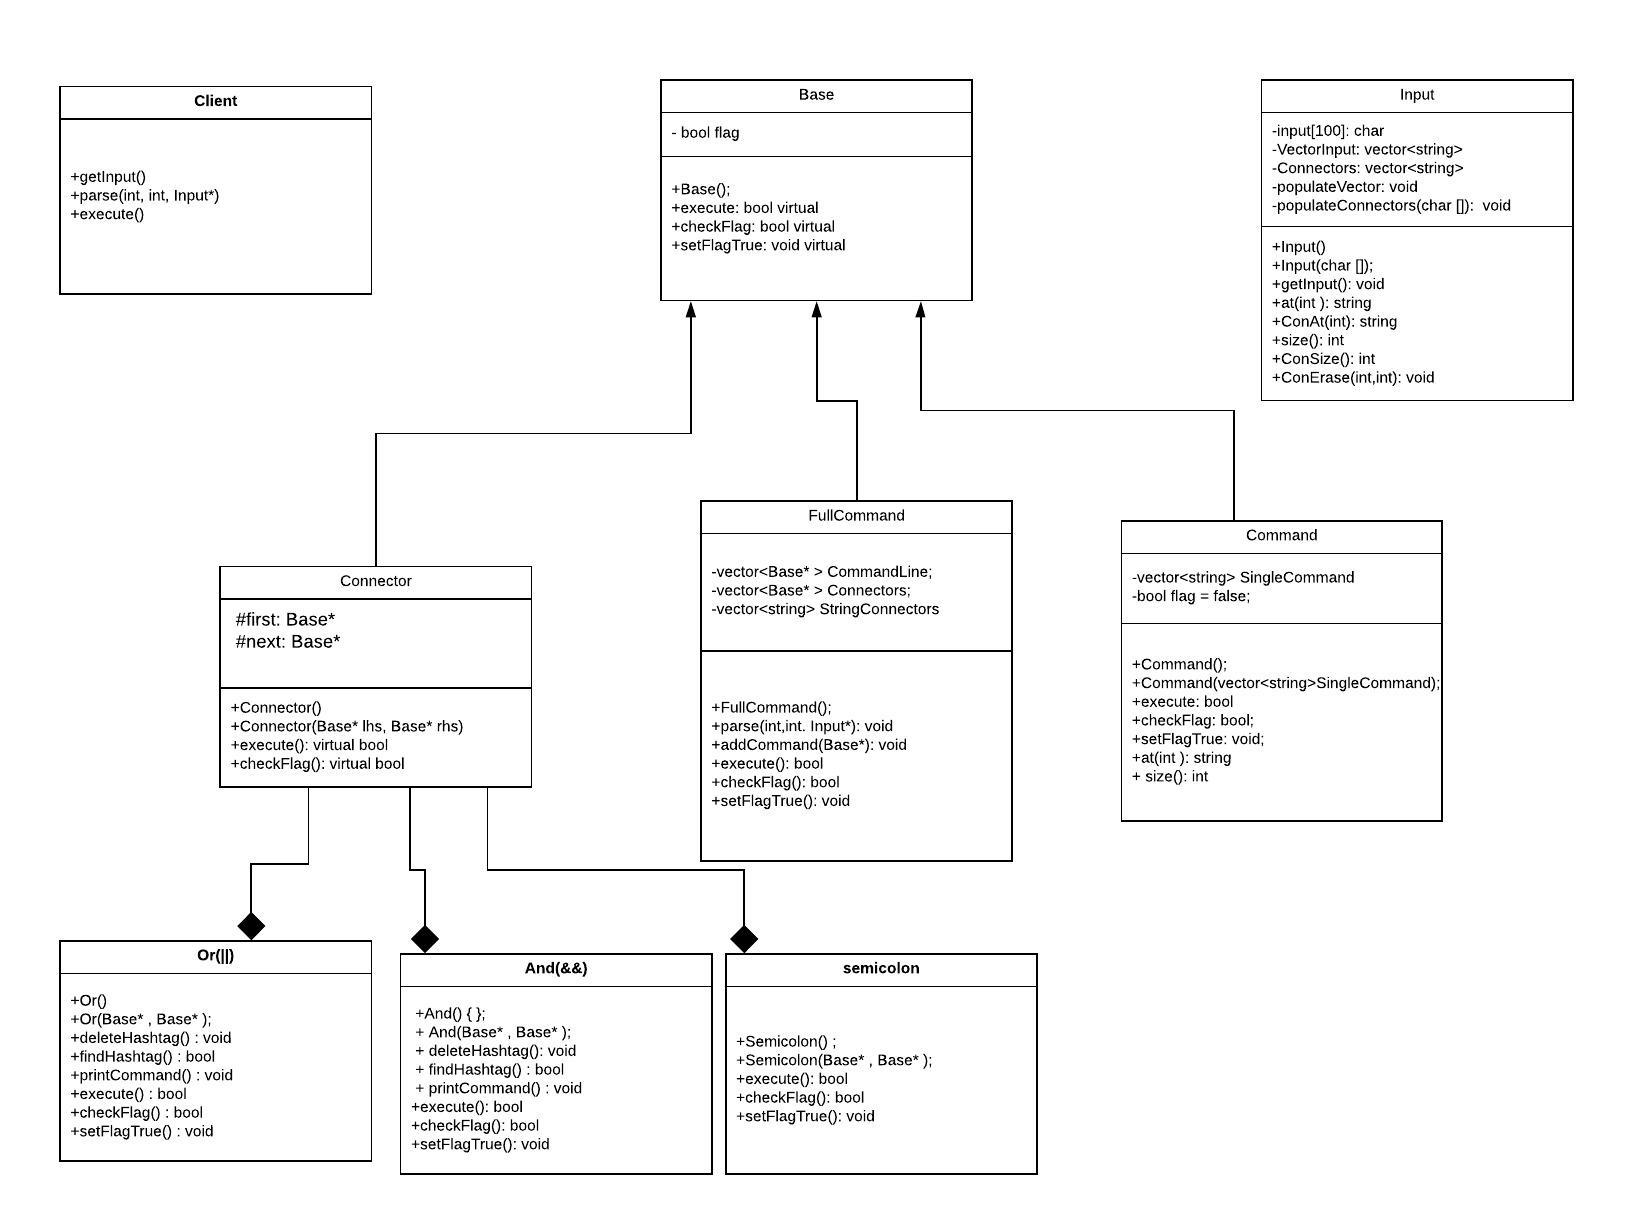 Client
+getInput()
+parse(int, int, Input*)
+execute()
Base
- bool flag
+Base();
+execute: bool virtual
+checkFlag: bool virtual
+setFlagTrue: void virtual
Input
-input[100]: char
-VectorInput: vector<string>
-Connectors: vector<string>
-populateVector: void
-populateConnectors(char []):  void
+Input()
+Input(char []);
+getInput(): void
+at(int ): string
+ConAt(int): string
+size(): int
+ConSize(): int
+ConErase(int,int): void
Connector
#first: Base*
#next: Base*
+Connector()
+Connector(Base* lhs, Base* rhs)
+execute(): virtual bool
+checkFlag(): virtual bool
FullCommand
-vector<Base* > CommandLine;
-vector<Base* > Connectors;
-vector<string> StringConnectors
+FullCommand();
+parse(int,int. Input*): void
+addCommand(Base*): void
+execute(): bool
+checkFlag(): bool
+setFlagTrue(): void
Command
-vector<string> SingleCommand
-bool flag = false;
+Command();
+Command(vector<string>SingleCommand);
+execute: bool
+checkFlag: bool;
+setFlagTrue: void;
+at(int ): string
+ size(): int
Or(||)
+Or()
+Or(Base* , Base* );
+deleteHashtag() : void
+findHashtag() : bool
+printCommand() : void
+execute() : bool
+checkFlag() : bool
+setFlagTrue() : void
And(&&)
+And() { };
+ And(Base* , Base* );
+ deleteHashtag(): void
+ findHashtag() : bool
+ printCommand() : void
+execute(): bool
+checkFlag(): bool
+setFlagTrue(): void
semicolon
+Semicolon() ;
+Semicolon(Base* , Base* );
+execute(): bool
+checkFlag(): bool
+setFlagTrue(): void